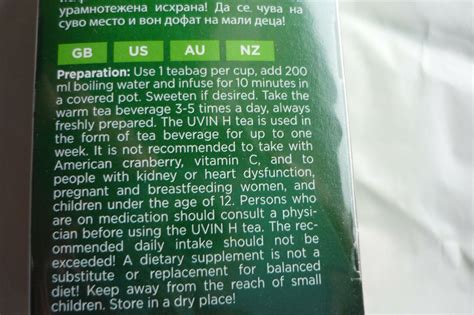 урамнотежена исхрана! Да се чува на
суво место и вон дофат на мали деца!
GB US AU NZ
Preparation: Use 1 teabag per cup, add 200
ml boiling water and infuse for 10 minutes in
a covered pot. Sweeten if desired. Take the
warm tea beverage 3-5 times a day, always
freshly prepared. The UVIN H tea is used in
the form of tea beverage for up to one
week. It is not recommended to take with
American cranberry, vitamin C, and to
people with kidney or heart dysfunction,
pregnant and breastfeeding women, and
children under the age of 12. Persons who
are on medication should consult a physi-
cian before using the UVIN H tea. The rec-
ommended daily intake should not be
exceeded! A dietary supplement is not a
substitute or replacement for balanced
diet! Keep away from the reach of small
children. Store in a dry place!